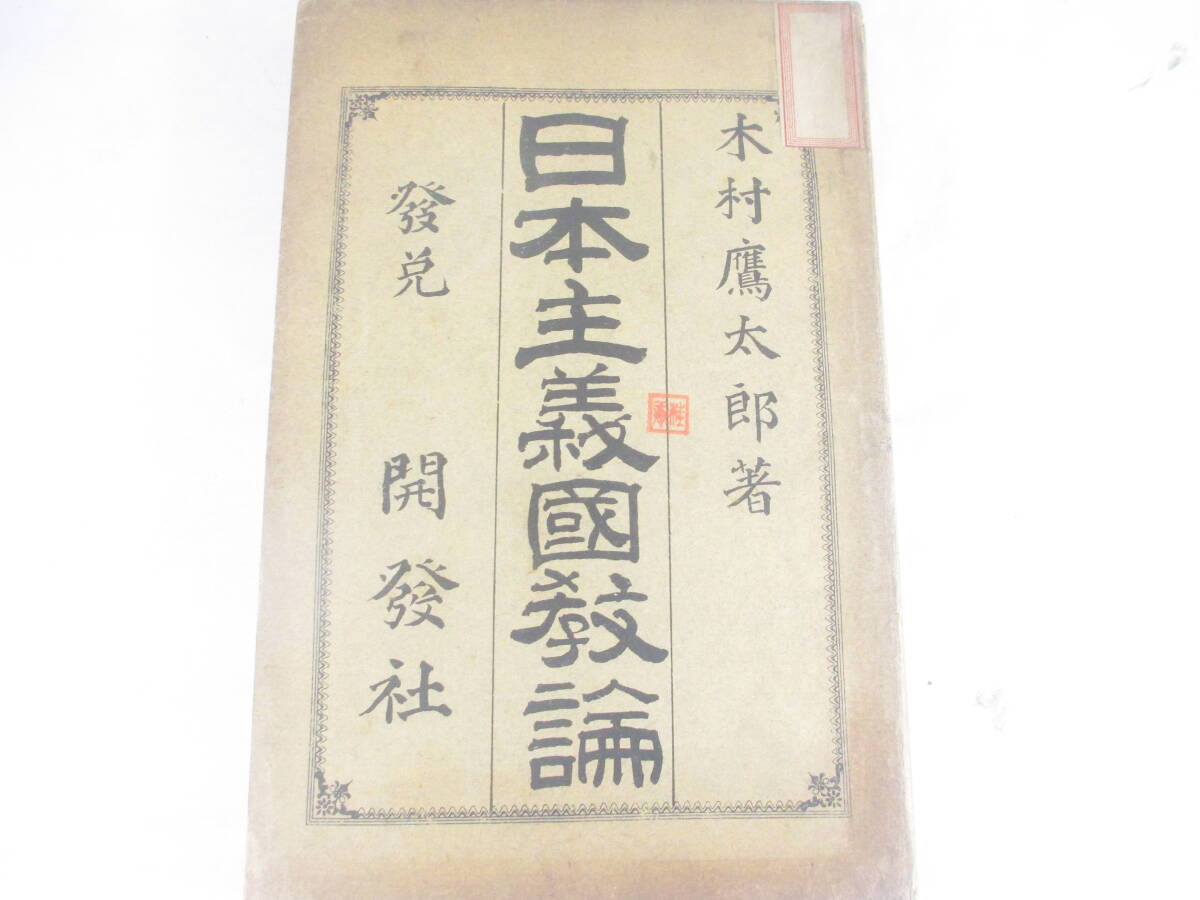 木村鷹太郎著
日本主義國教論
發兌 開發社